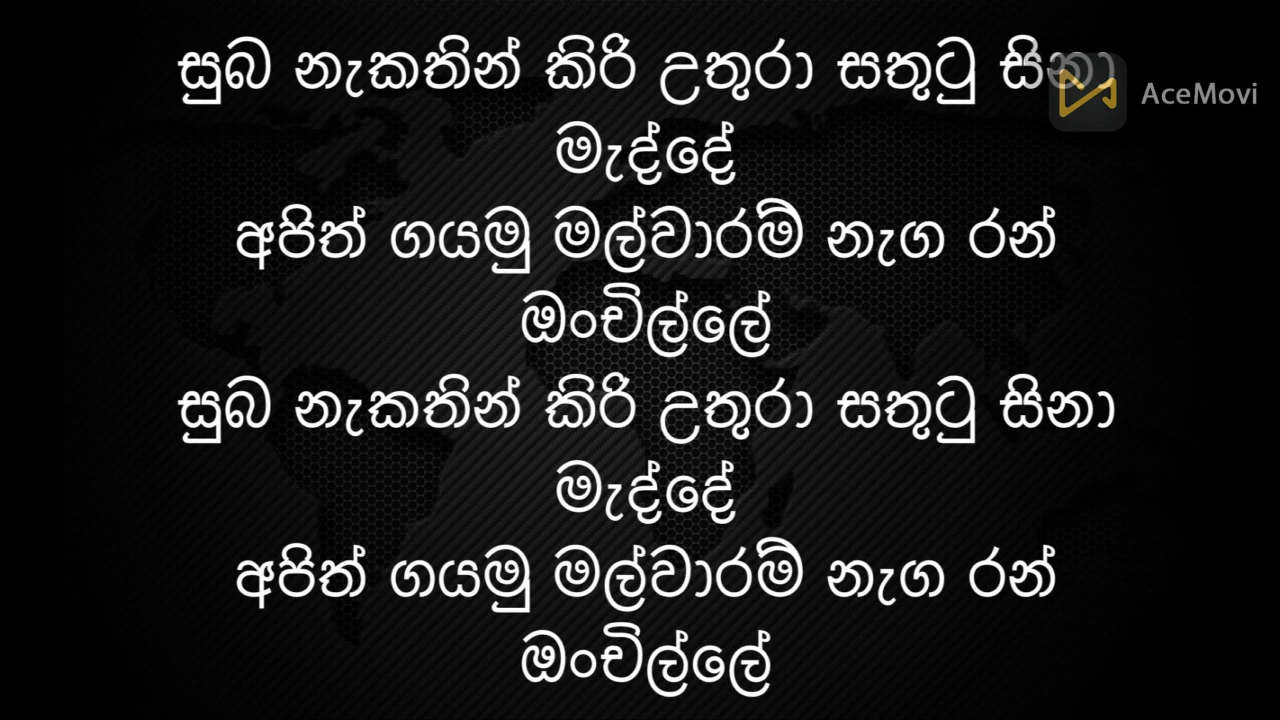 සුබ නැකතින් කිරි උතුරා සතුටු සිනා
AceMovi
මැද්දේ
අපිත් ගයමු මල්වාරම් නැග රන්
ඔංචිල්ලේ
සුබ නැකතින් කිරි උතුරා සතුටු සිනා
මැද්දේ
අපිත් ගයමු මල්වාරම් නැග රන්
ඔංචිල්ලේ